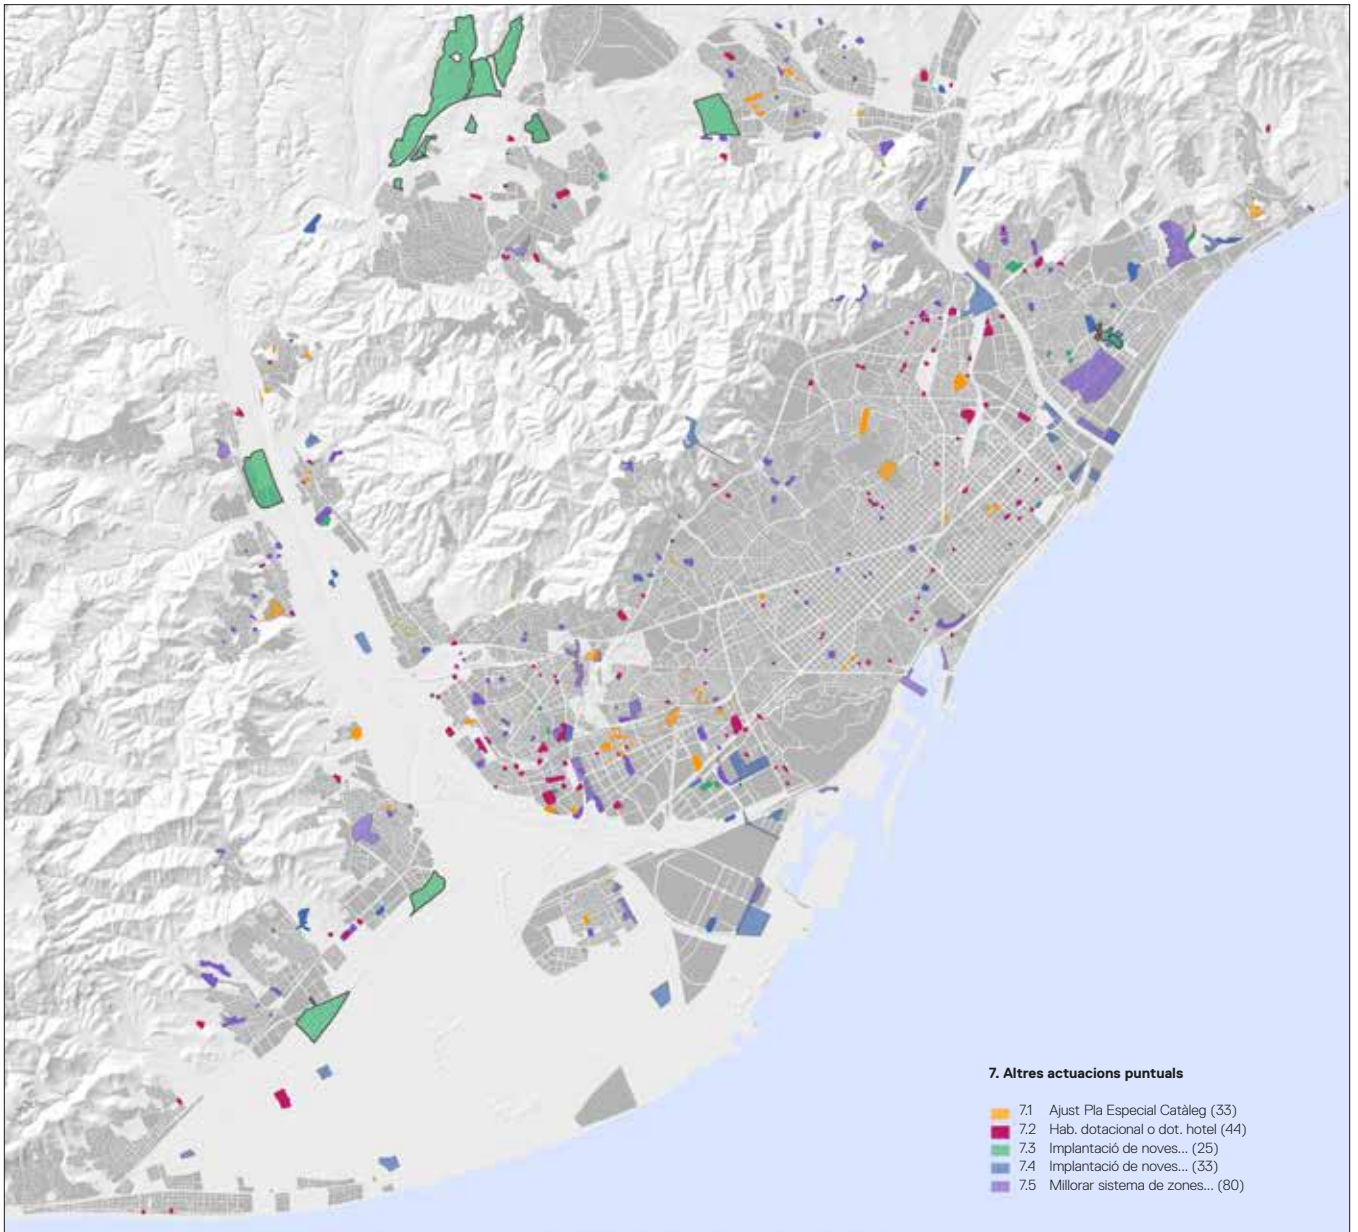 7. Altres actuacions puntuals
7.1 Ajust Pla Especial Catàleg (33)
7.2 Hab. dotacional o dot. hotel (44)
7.3 Implantació de noves... (25)
7.4 Implantació de noves... (33)
7.5 Millorar sistema de zones... (80)